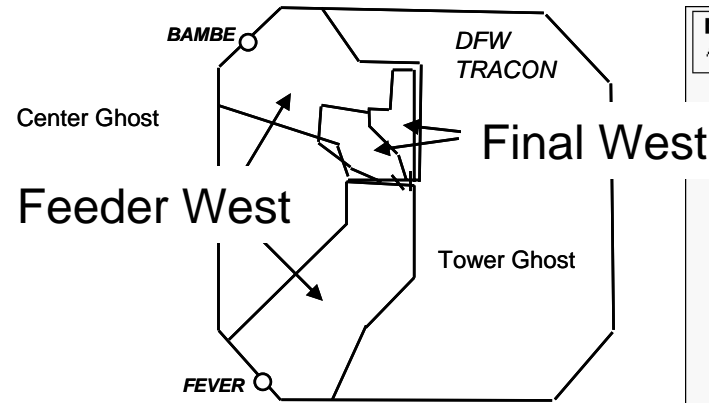 BAMBE
DFW
TRACON
Center Ghost
Final West
Feeder West
Tower Ghost
FEVER